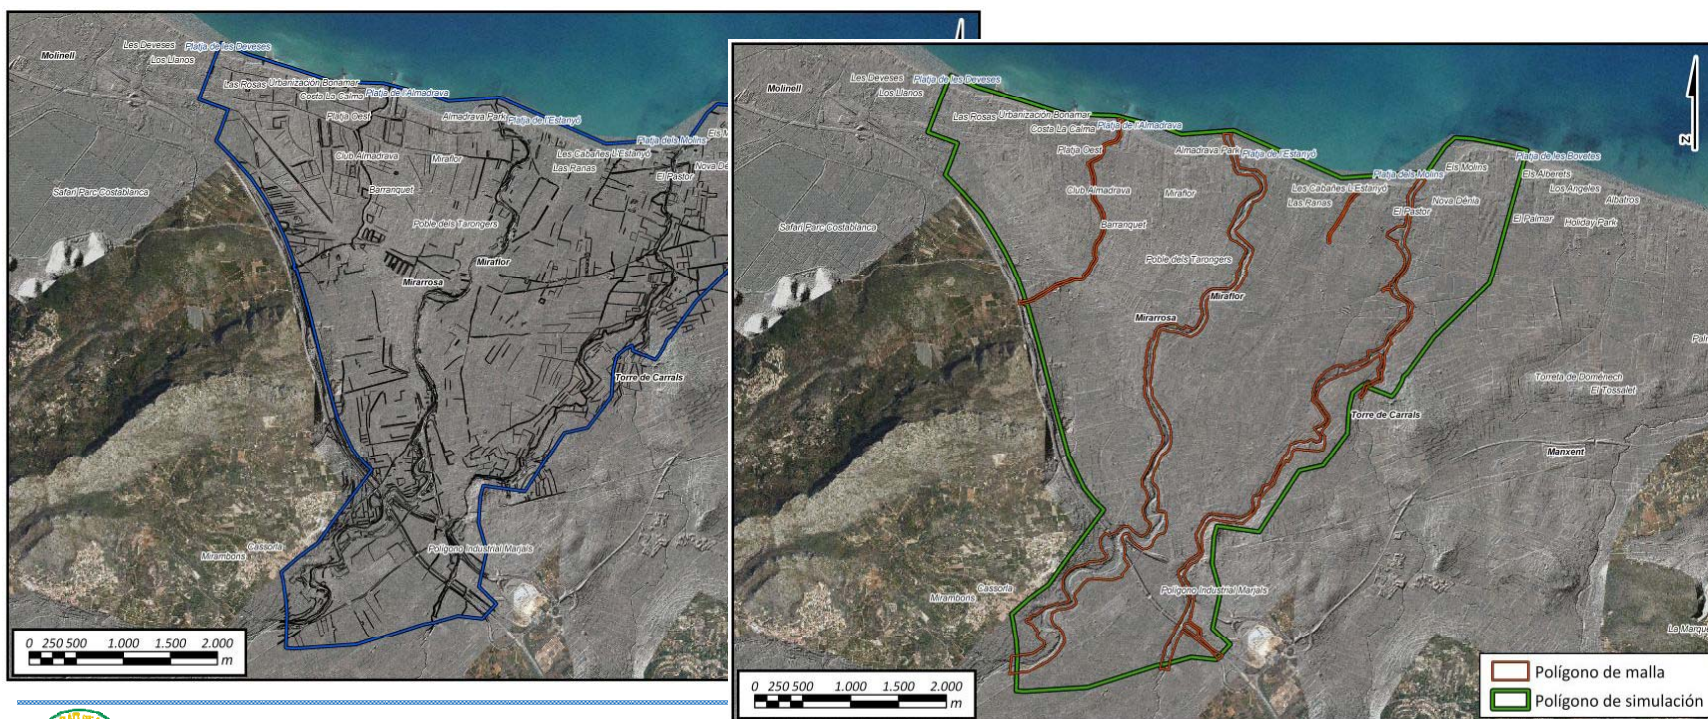 Molinell
Les Deveses
Platja de les Deveses
Los Llanos
Las Rosas
Urbanización Bonamar
Costa La Calma
Platja de l'Almadrava
Platja Oest
Almadrava Park
Platja de l'Estanyó
Platja dels Molins
Club Almadrava
Miraflor
Les Cabañes L'Estanyó
Las Ranas
El Pastor
Safari Parc Costablanca
Barranquet
Poble dels Tarongers
Miraflor
Mirarrosa
Torre de Carrals
Cassorla
Mirambons
Polígono Industrial Marjals
0 250 500 1.000 1.500 2.000
m
Molinell
Les Deveses
Platja de les Deveses
Los Llanos
Las Rosas
Urbanización Bonamar
Costa La Calma
Platja de l'Almadrava
Platja Oest
Almadrava Park
Platja de l'Estanyó
Platja dels Molins
Els Molins
Platja de les Bovetes
Els Alberets
Los Angeles
Albatros
Club Almadrava
Miraflor
Les Cabañes L'Estanyó
Las Ranas
Nova Dénia
El Pastor
El Palmar
Holiday Park
Safari Parc Costablanca
Barranquet
Poble dels Tarongers
Miraflor
Mirarrosa
Torreta de Doménech
El Tossalet
Torre de Carrals
Manxent
Cassorla
Mirambons
Polígono Industrial Marjals
0 250 500 1.000 1.500 2.000
m
N
Polígono de malla
Polígono de simulación